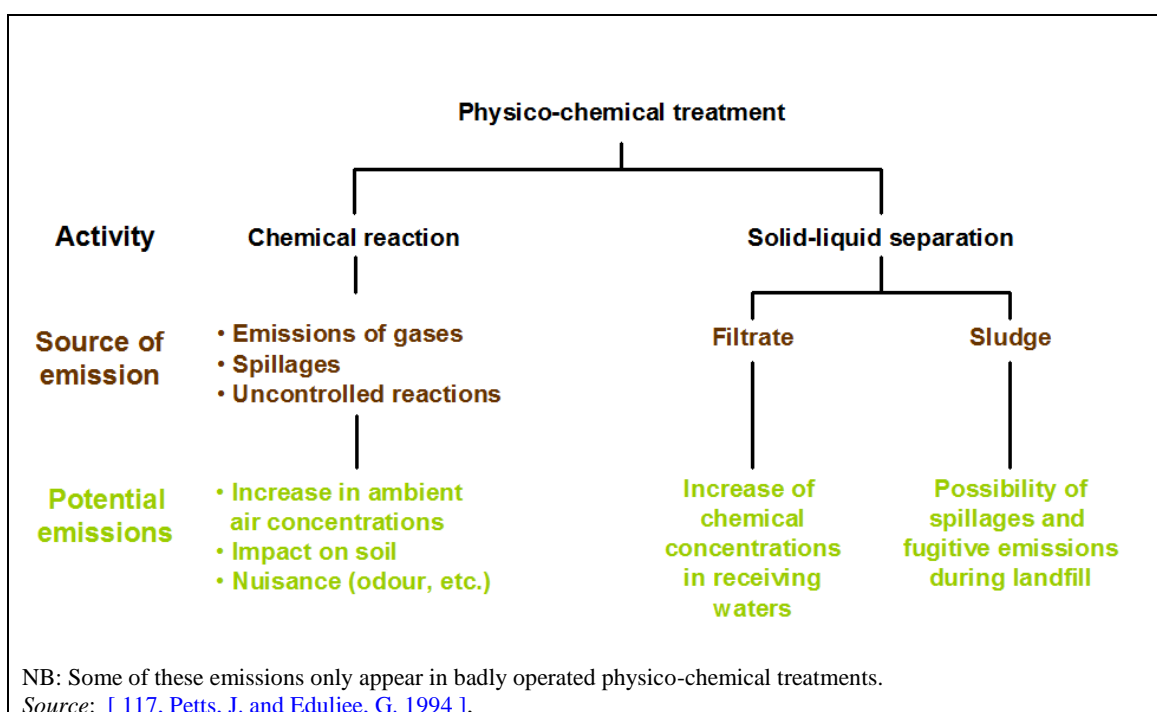 Physico-chemical treatment
Activity
Chemical reaction
Solid-liquid separation
Source of
emission
• Emissions of gases
• Spillages
• Uncontrolled reactions
Filtrate
Sludge
Potential
emissions
• Increase in ambient
air concentrations
• Impact on soil
• Nuisance (odour, etc.)
Increase of
chemical
concentrations
in receiving
waters
Possibility of
spillages and
fugitive emissions
during landfill
NB: Some of these emissions only appear in badly operated physico-chemical treatments.
Source: [ 117, Petts, J. and Eduljee, G. 1994 ].